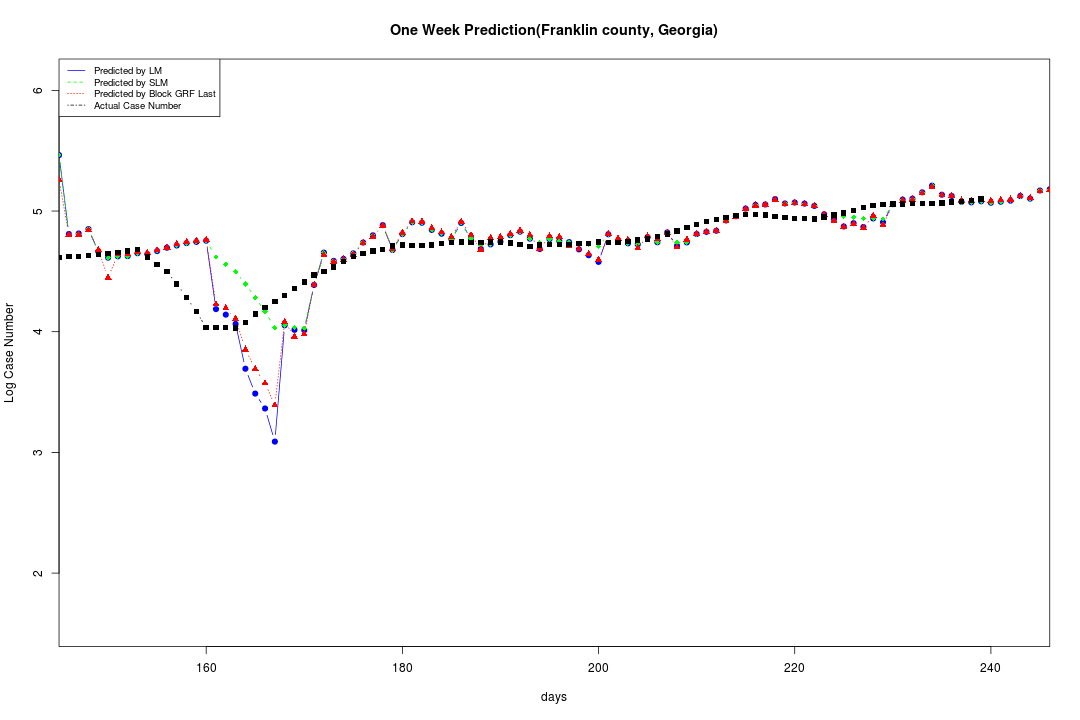 One Week Prediction(Franklin county, Georgia)
Predicted by LM
Predicted by SLM
Predicted by Block GRF Last
Actual Case Number
6
5
4
3
2
Log Case Number
160 180 200 220 240
days